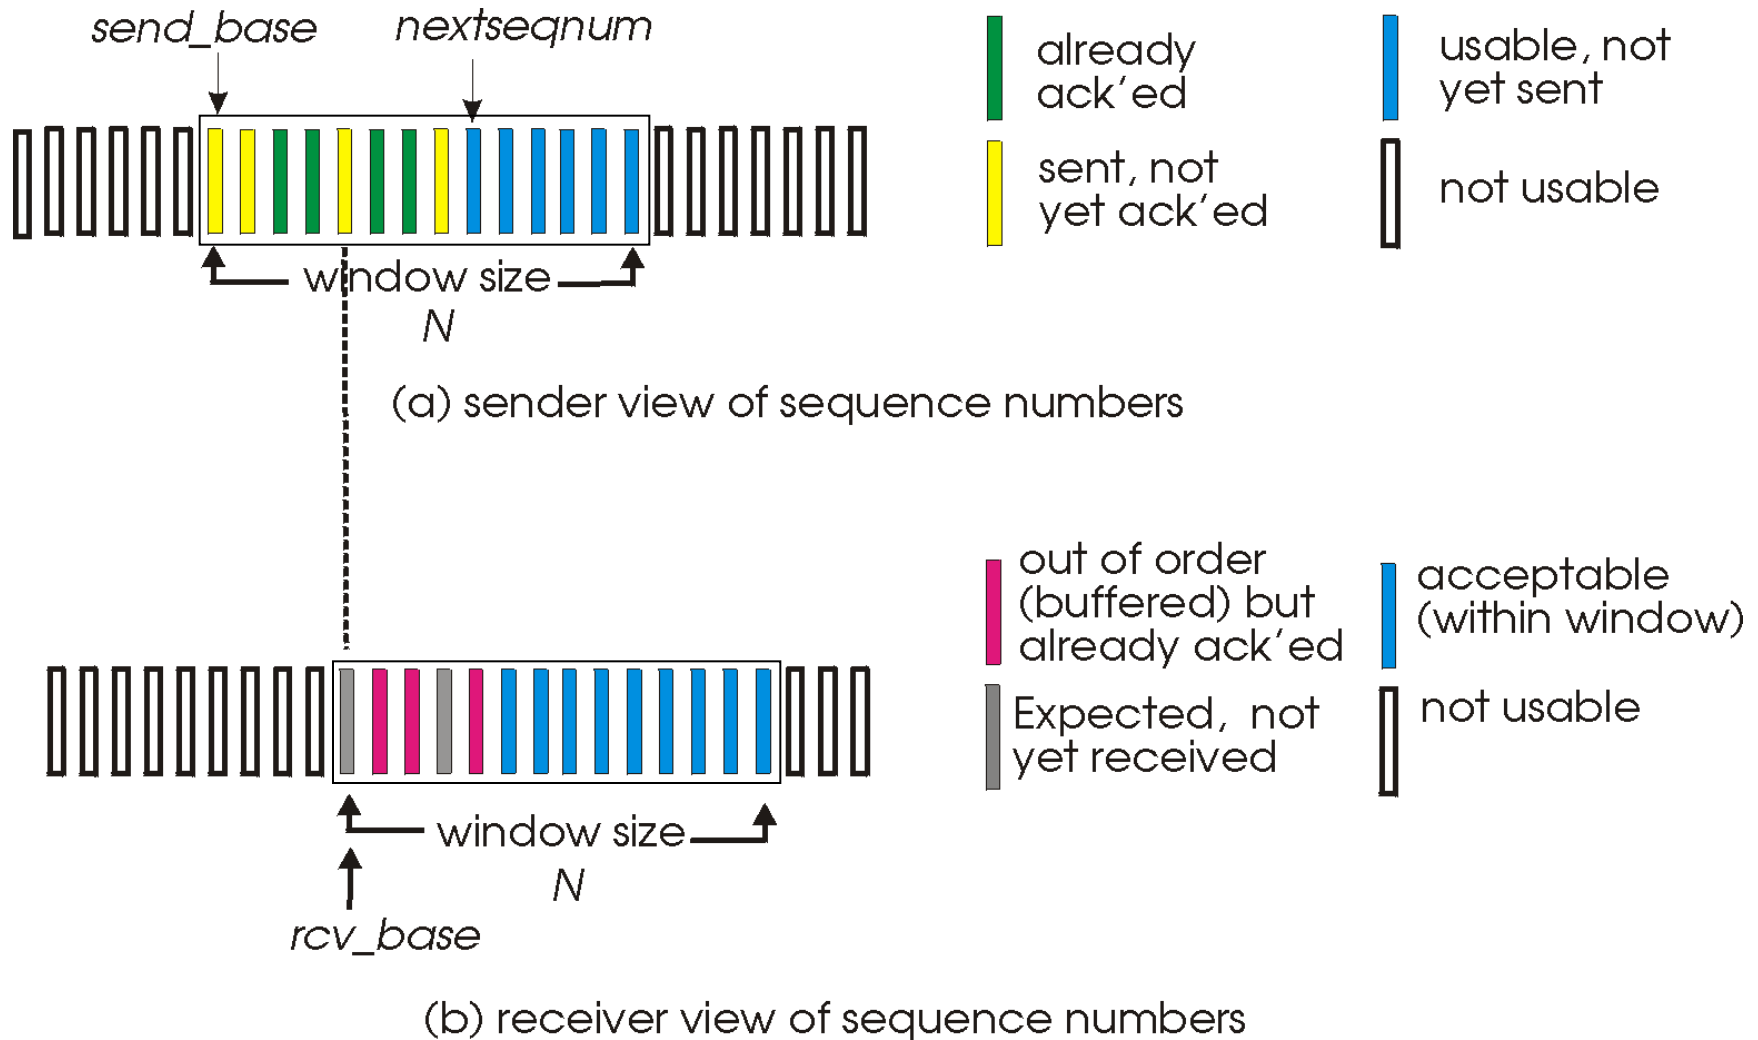 send_base
nextseqnum
already
ack'ed
usable, not
yet sent
sent, not
yet ack'ed
not usable
window size
N
(a) sender view of sequence numbers
out of order
(buffered) but
already ack'ed
acceptable
(within window)
Expected, not
yet received
not usable
window size
N
rcv_base
(b) receiver view of sequence numbers